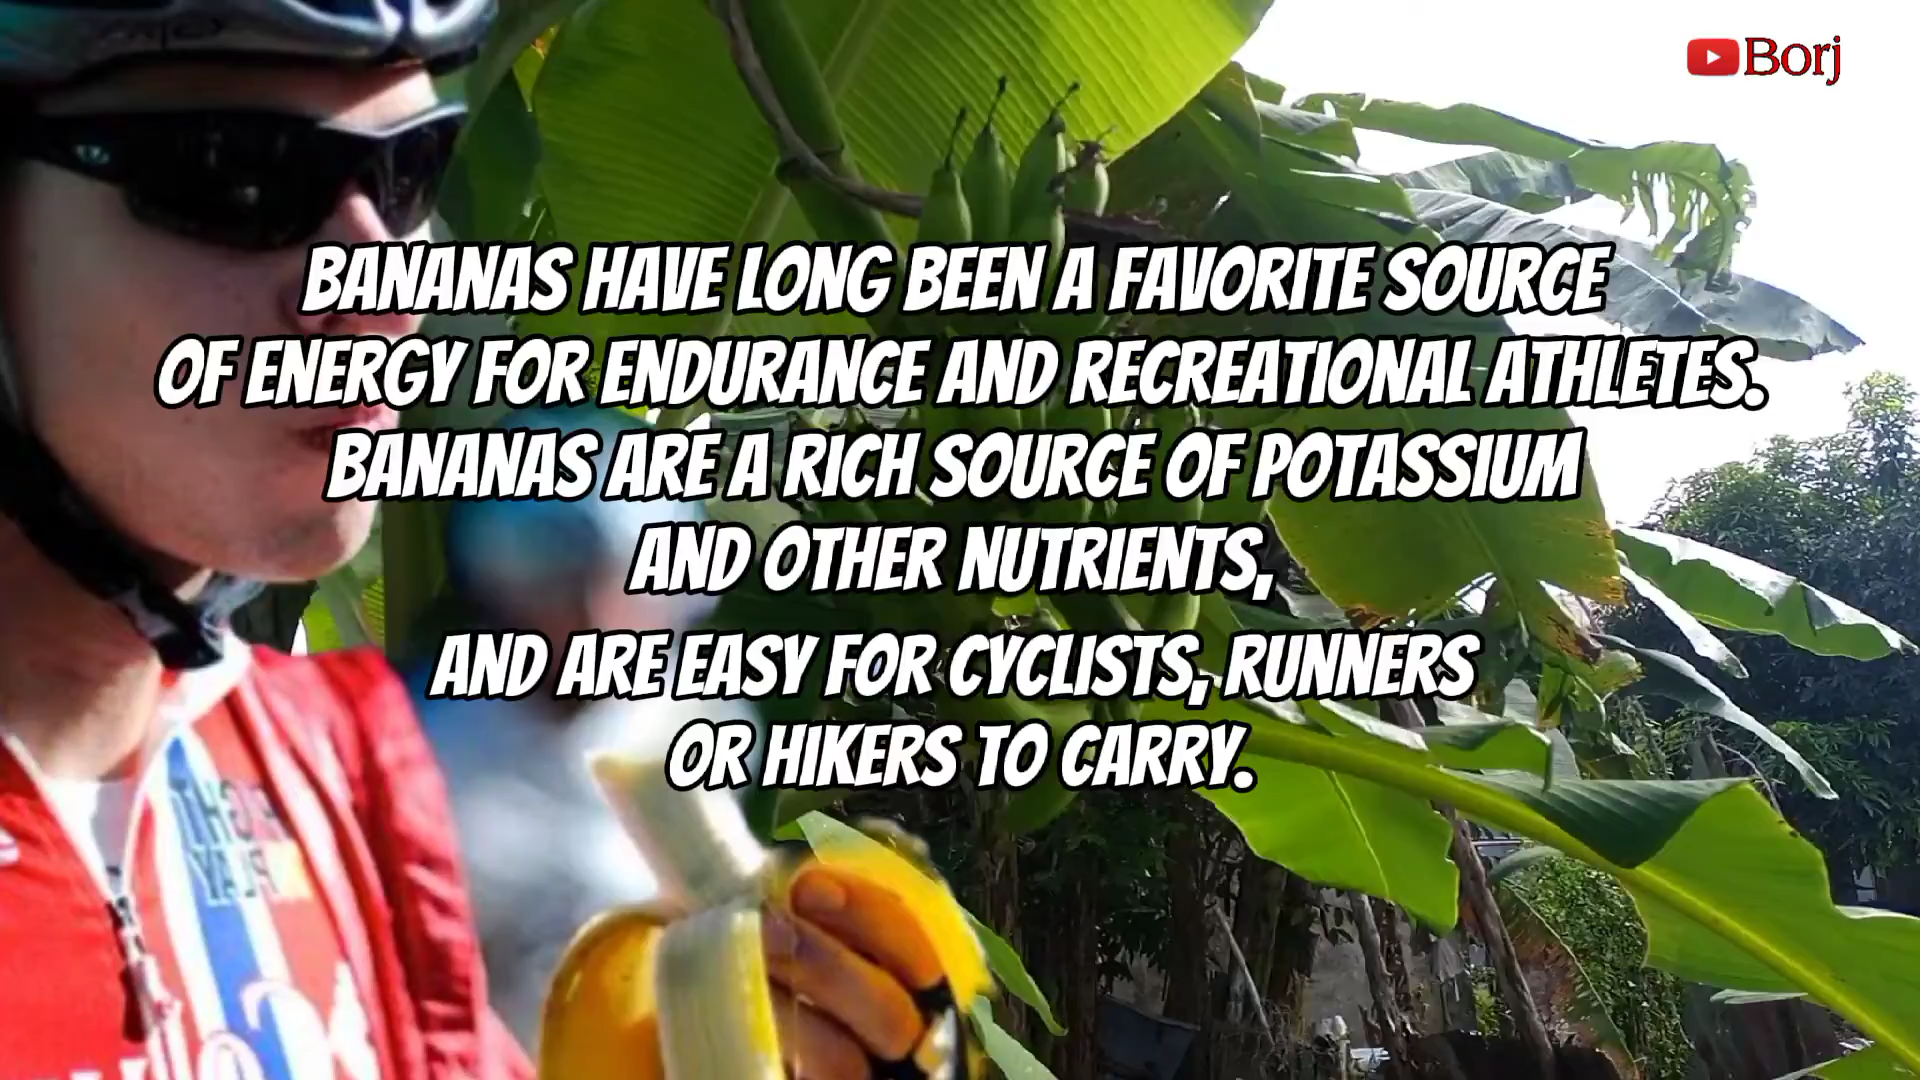 Borj
BANANAS HAVE LONG BEEN A FAVORITE SOURCE
OF ENERGY FOR ENDURANCE AND RECREATIONAL ATHLETES.
BANANAS ARE A RICH SOURCE OF POTASSIUM
AND OTHER NUTRIENTS,
AND ARE EASY FOR CYCLISTS, RUNNERS
OR HIKERS TO CARRY.